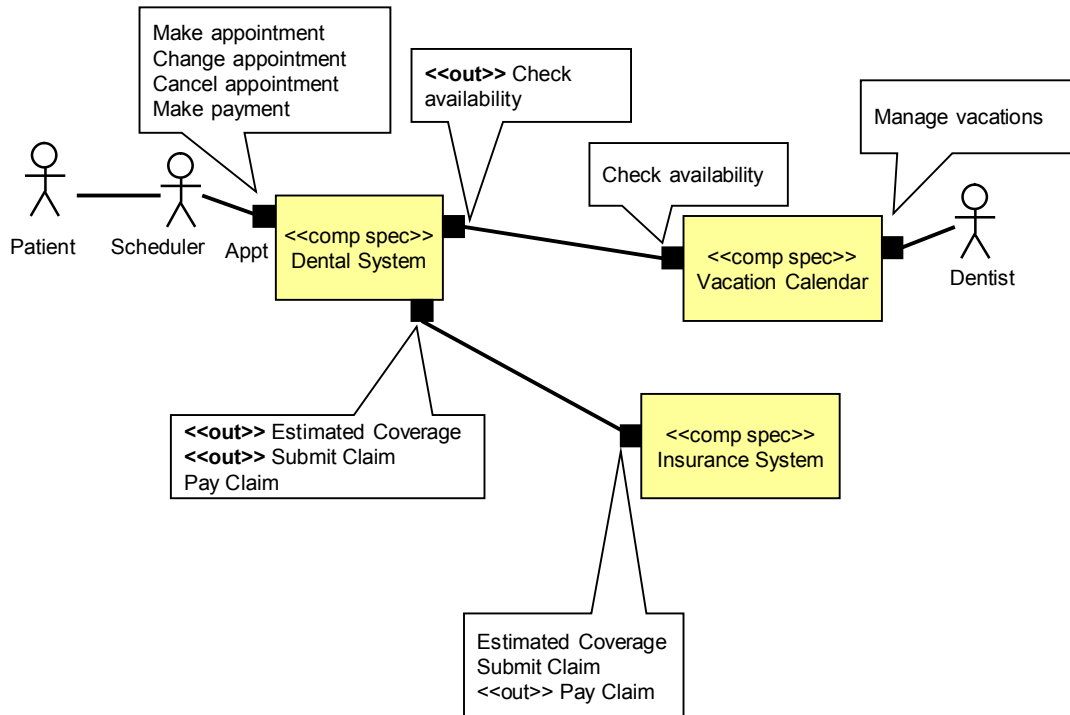 Make appointment
Change appointment
Cancel appointment
Make payment
<<out>> Check
availability
Manage vacations
Check availability
Patient
Scheduler
Appt
<<comp spec>>
Dental System
<<comp spec>>
Vacation Calendar
Dentist
<<out>> Estimated Coverage
<<out>> Submit Claim
Pay Claim
<<comp spec>>
Insurance System
Estimated Coverage
Submit Claim
<<out>> Pay Claim